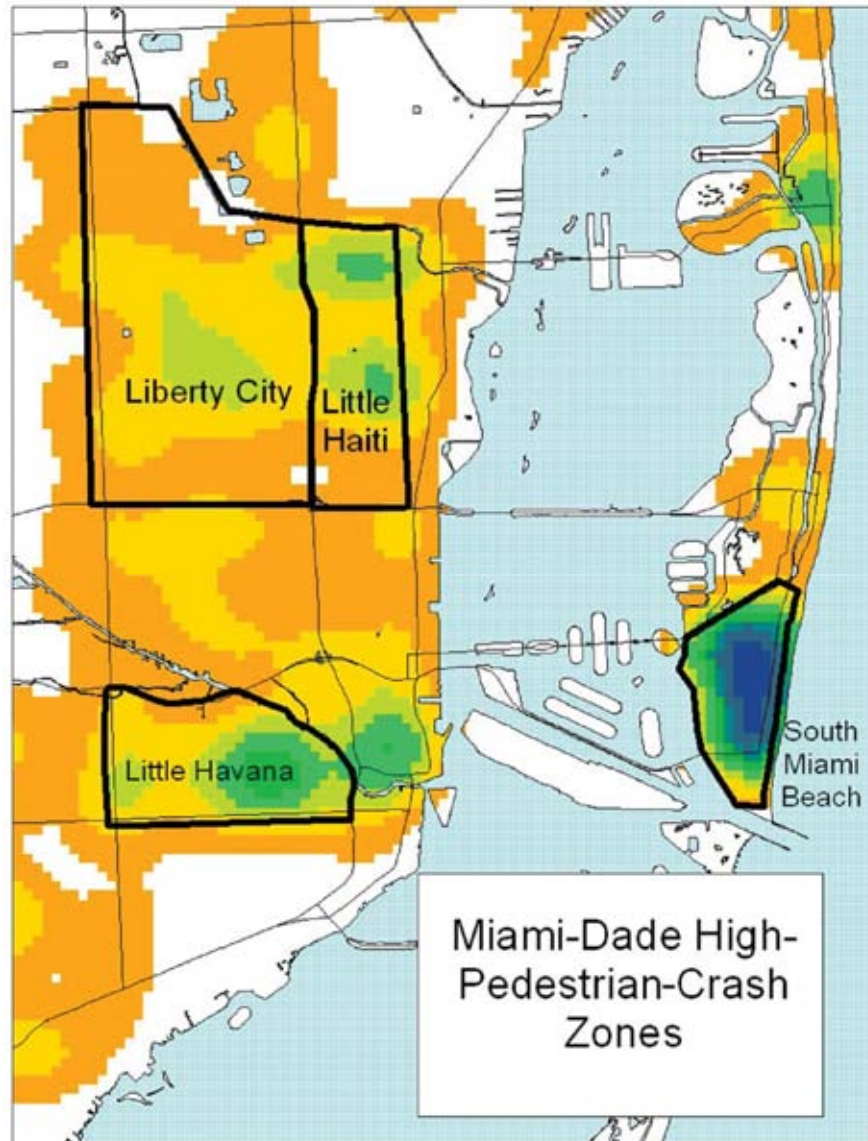 Liberty City
Little
Haiti
Little Havana
South
Miami
Beach
Miami-Dade High-
Pedestrian-Crash
Zones